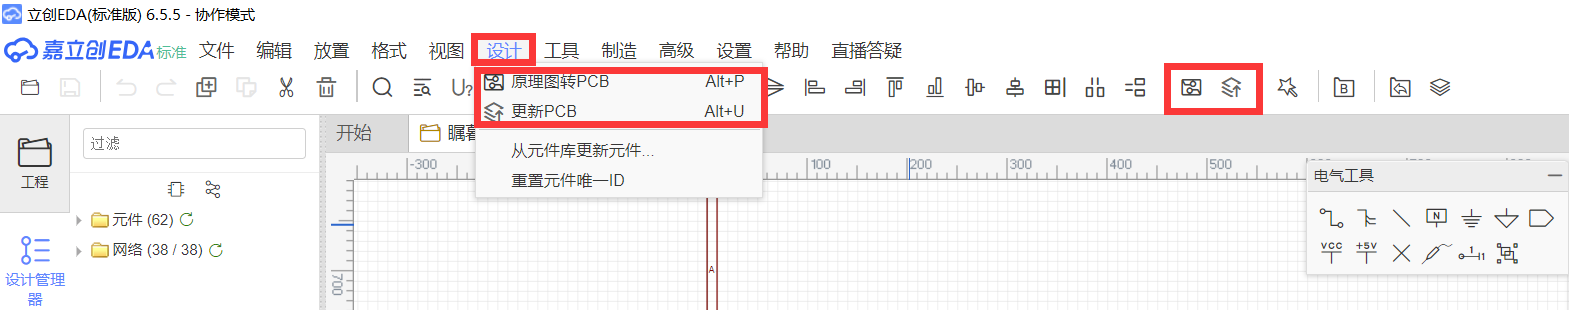 立创EDA(标准版) 6.5.5 - 协作模式
嘉立创EDA标准 文件 编辑 放置 格式 视图 设计 工具 制造 高级 设置 帮助 直播答疑
原理图转PCB Alt+P
更新PCB Alt+U
从元件库更新元件...
重置元件唯一ID
U?
B
过滤
开始
工程
元件 (62)
网络 (38 / 38)
设计管理器
-300 100 200 300 400 500
700
A
电气工具
N
VCC +5V
1